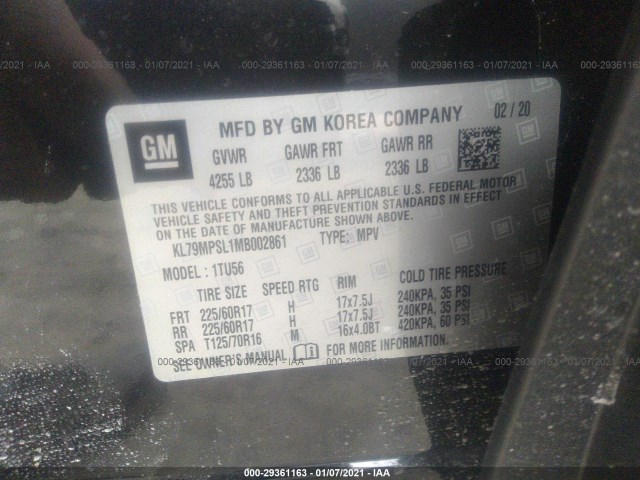 000-29361163 - 01/07/2021 - IAA
MFD BY GM KOREA COMPANY 02 / 20
GM
GVWR GAWR FRT GAWR RR
4255 LB 2336 LB 2336 LB
THIS VEHICLE CONFORMS TO ALL APPLICABLE U.S. FEDERAL MOTOR
VEHICLE SAFETY AND THEFT PREVENTION STANDARDS IN EFFECT
ON THE DATE OF MANUFACTURE SHOWN ABOVE.
KL79MPSL1MB002861 TYPE: MPV
MODEL : 1TU56
TIRE SIZE SPEED RTG RIM COLD TIRE PRESSURE
FRT 225/60R17 H 17x7.5J 240KPA, 35 PSI
RR 225/60R17 H 17x7.5J 240KPA, 35 PSI
SPA T125/70R16 M 16x4.0BT 420KPA, 60 PSI
SEE OWNER'S MANUAL FOR MORE INFORMATION.
000-29361163 - 01/07/2021 - IAA